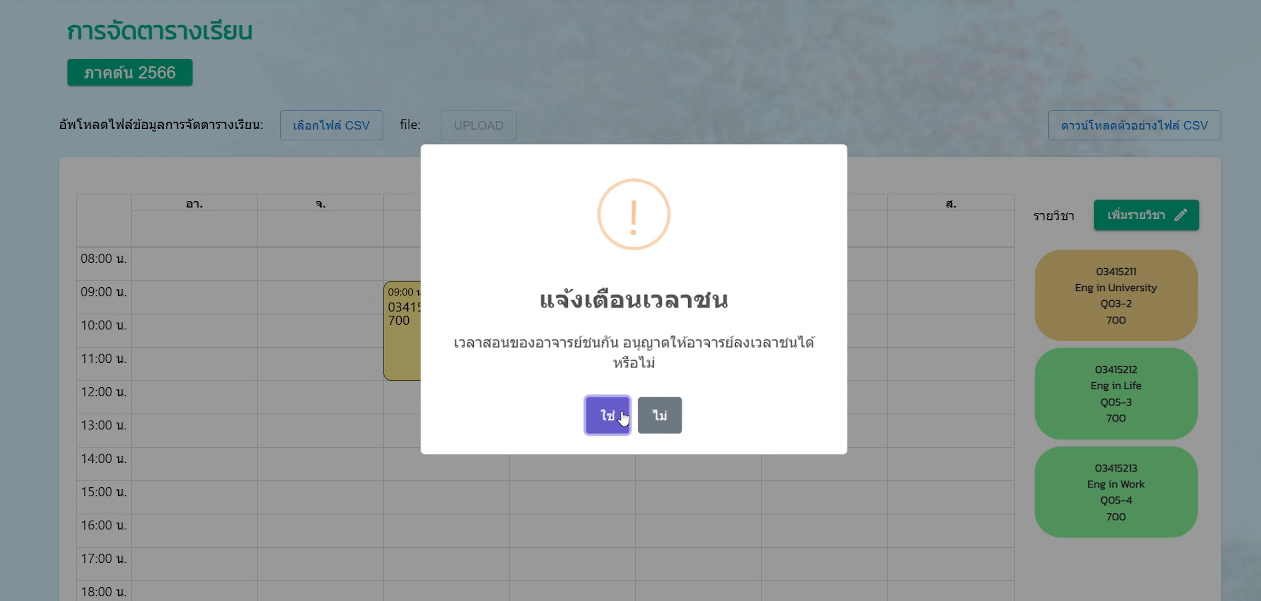 การจัดตารางเรียน
ภาคต้น 2566
อัพโหลดไฟล์ข้อมูลการจัดตารางเรียน:
เลือกไฟล์ CSV
file:
UPLOAD
ดาวน์โหลดตัวอย่างไฟล์ CSV
อา.
จ.
ส.
08:00 น.
09:00 น.
10:00 น.
11:00 น.
12:00 น.
13:00 น.
14:00 น.
15:00 น.
16:00 น.
17:00 น.
18:00 น.
09:00
03415
700
!
แจ้งเตือนเวลาชน
เวลาสอนของอาจารย์ชนกัน อนุญาตให้อาจารย์ลงเวลาชนได้
หรือไม่
ใช่
ไม่
รายวิชา
เพิ่มรายวิชา
03415211
Eng in University
Q03-2
700
03415212
Eng in Life
Q05-3
700
03415213
Eng in Work
Q05-4
700